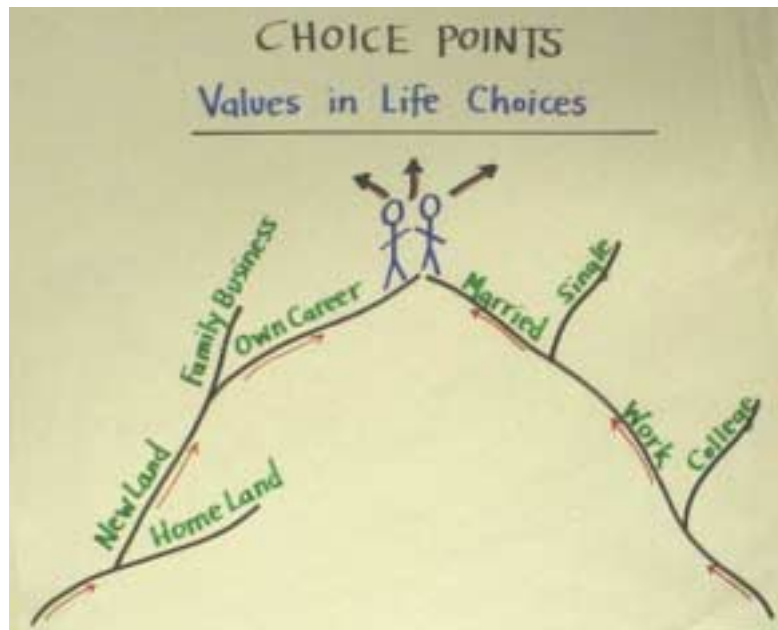 CHOICE POINTS
Values in Life Choices
Family Business
Own Career
Married
Single
New Land
Home Land
Work
College